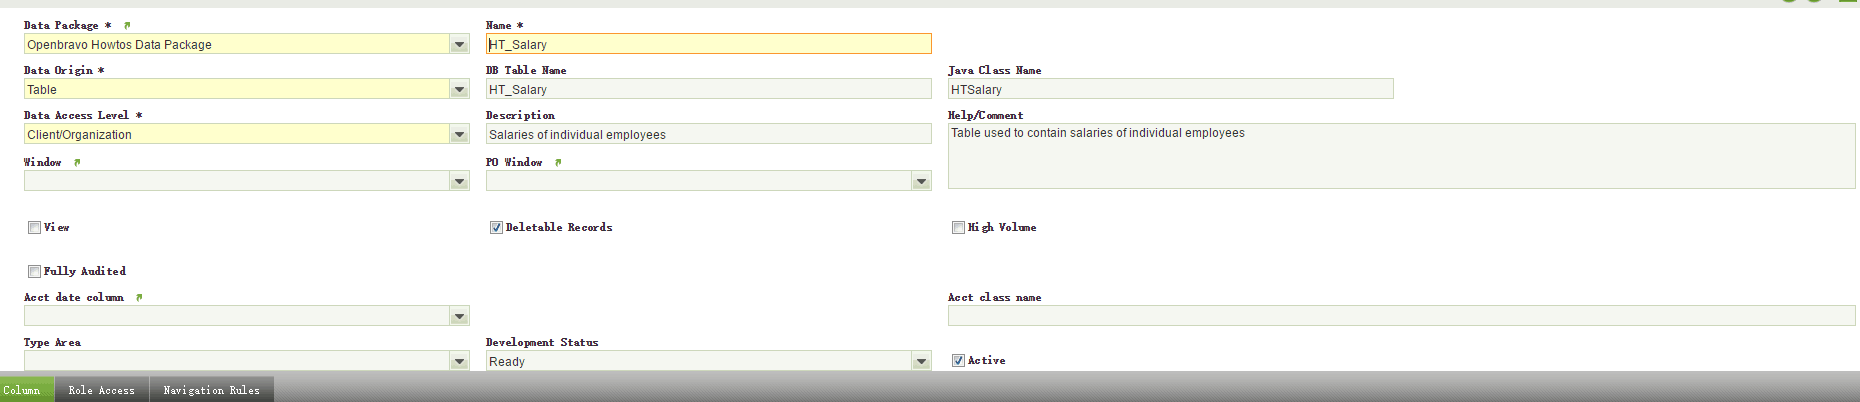 Data Package * Name *
Openbravo Howtos Data Package HT_Salary
Data Origin * DB Table Name Java Class Name
Table HT_Salary HTSalary
Data Access Level * Description Help/Comment
Client/Organization Salaries of individual employees Table used to contain salaries of individual employees
Window PO Window
View Deletable Records High Volume
Fully Audited
Acct date column Acct class name
Type Area Development Status
Ready Active
Column Role Access Navigation Rules